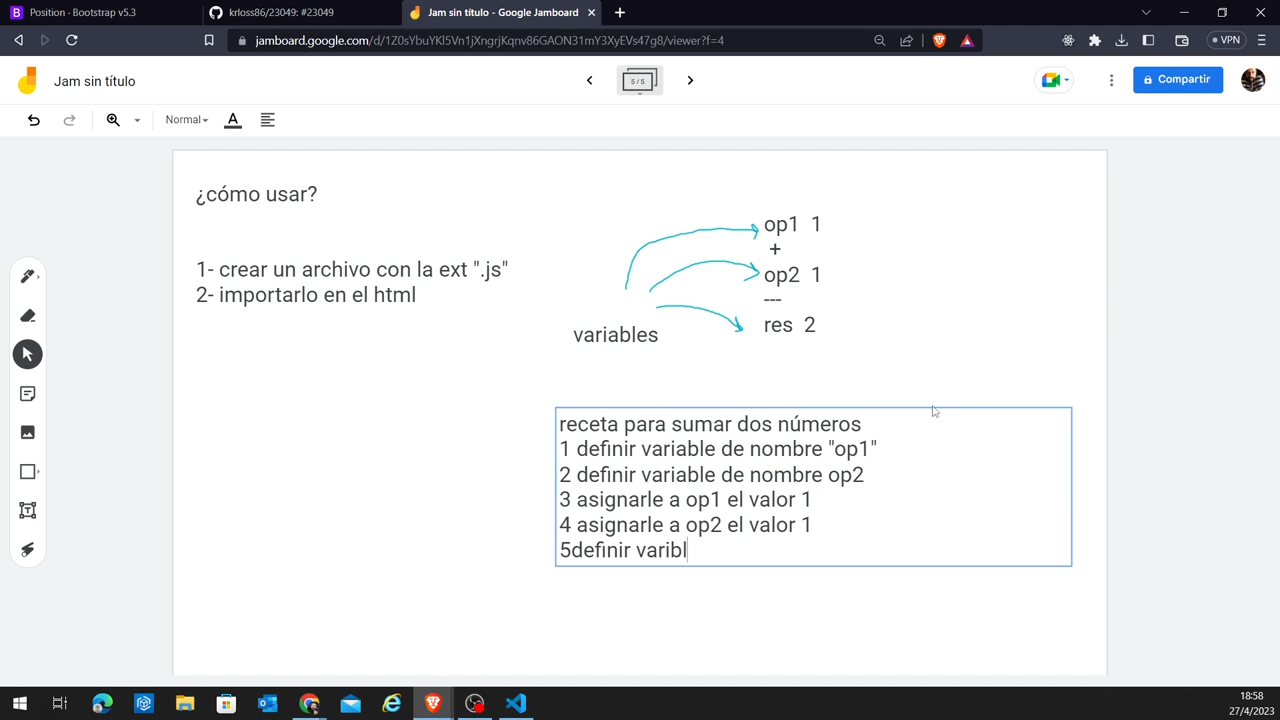 Position - Bootstrap v5.3
krloss86/23049: #23049
Jam sin título - Google Jamboard
jamboard.google.com/d/1Z0sYbuYKl5Vn1jXngrjKqnv86GAON31mY3XyEVs47g8/viewer?f=4
VPN
Jam sin título
5 / 5
Compartir
Normal
A
¿cómo usar?
1- crear un archivo con la ext ".js"
2- importarlo en el html
op1 1
+
op2 1
---
res 2
variables
receta para sumar dos números
1 definir variable de nombre "op1"
2 definir variable de nombre op2
3 asignarle a op1 el valor 1
4 asignarle a op2 el valor 1
5definir varibl
18:58
27/4/2023